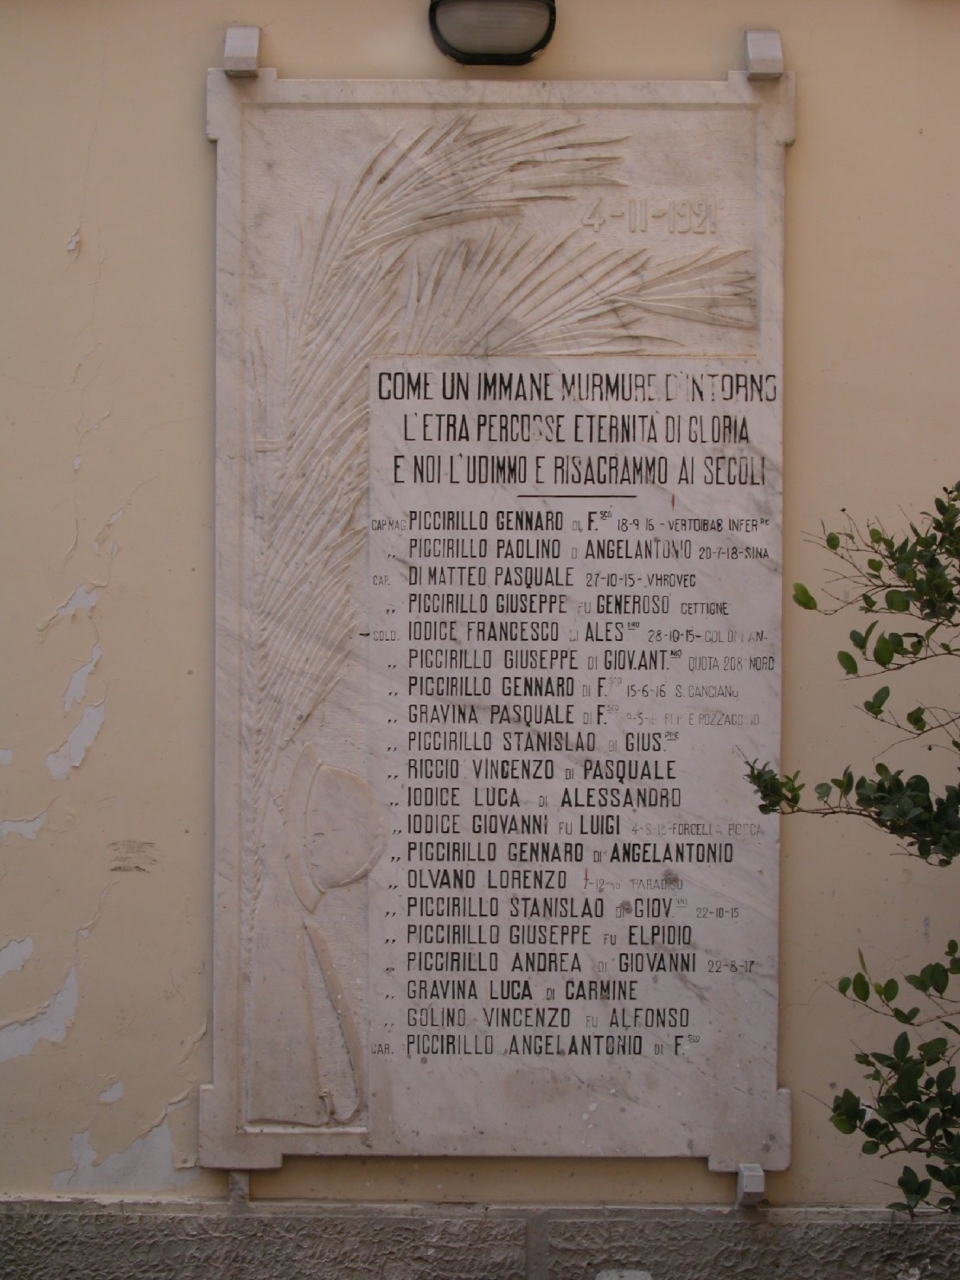 4-11-1921
COME UN IMMANE MURMURE D'INTORNO
L'ETRA PERCOSSE ETERNITÀ DI GLORIA
E NOI L'UDIMMO E RISACRAMMO AI SECOLI
CAP.MAG. PICCIRILLO GENNARO DI F.SCO 18-9-16-VERTOIBA INFER.RE
,, PICCIRILLO PAOLINO D ANGELANTONIO 20-7-18-SINA
CAP. DI MATTEO PASQUALE 27-10-15-VHROVEC
,, PICCIRILLO GIUSEPPE FU GENEROSO CETTIGNE
SOLD. IODICE FRANCESCO DI ALES.DRO 28-10-15-COL DI LAN.
,, PICCIRILLO GIUSEPPE DI GIOV.ANT.NIO QUOTA 208 NORD
,, PICCIRILLO GENNARO DI F.SCO 15-6-16 S. CANCIANO
,, GRAVINA PASQUALE DI F.SCO
,, PICCIRILLO STANISLAO DI GIUS.PPE
,, RICCIO VINCENZO DI PASQUALE
,, IODICE LUCA DI ALESSANDRO
,, IODICE GIOVANNI FU LUIGI FORCELLA BOCCA
,, PICCIRILLO GENNARO DI ANGELANTONIO
,, OLVANO LORENZO PARADISO
,, PICCIRILLO STANISLAO DI GIOV.NNI 22-10-15
,, PICCIRILLO GIUSEPPE FU ELPIDIO
,, PICCIRILLO ANDREA DI GIOVANNI 22-8-17
,, GRAVINA LUCA DI CARMINE
,, GOLINO VINCENZO FU ALFONSO
CAR. PICCIRILLO ANGELANTONIO DI F.SCO